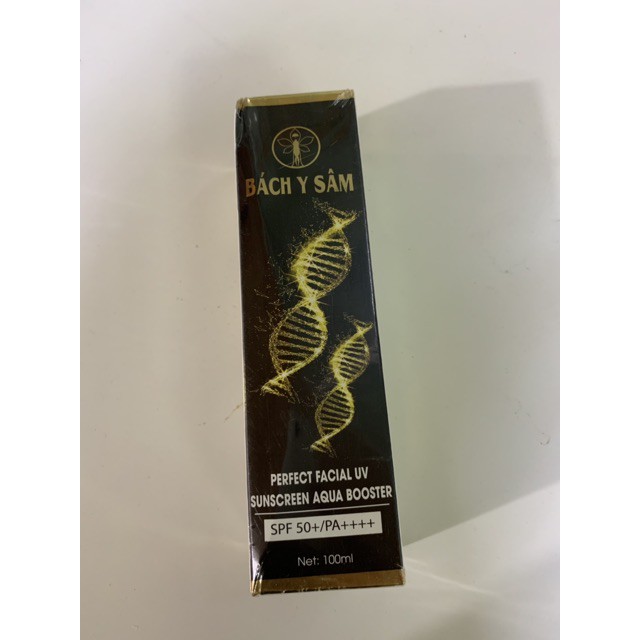 BÁCH Y SÂM
PERFECT FACIAL UV
SUNSCREEN AQUA BOOSTER
SPF 50+/PA++++
Net: 100ml